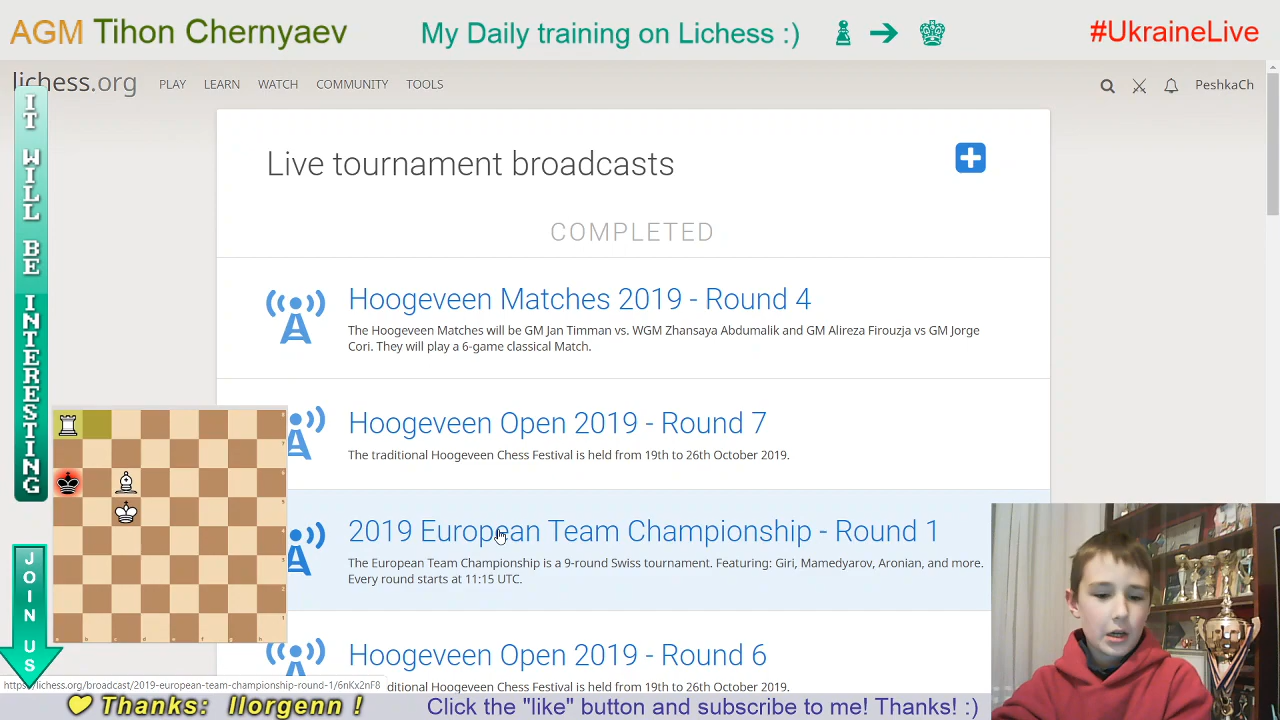 AGM Tihon Chernyaev
My Daily training on Lichess :)
#UkraineLive
lichess.org
PLAY LEARN WATCH COMMUNITY TOOLS
PeshkaCh
IT WILL BE INTERESTING
JOIN US
Live tournament broadcasts
COMPLETED
Hoogeveen Matches 2019 - Round 4
The Hoogeveen Matches will be GM Jan Timman vs. WGM Zhansaya Abdumalik and GM Alireza Firouzja vs GM Jorge
Cori. They will play a 6-game classical Match.
Hoogeveen Open 2019 - Round 7
The traditional Hoogeveen Chess Festival is held from 19th to 26th October 2019.
2019 European Team Championship - Round 1
The European Team Championship is a 9-round Swiss tournament. Featuring: Giri, Mamedyarov, Aronian, and more.
Every round starts at 11:15 UTC.
Hoogeveen Open 2019 - Round 6
ditional Hoogeveen Chess Festival is held from 19th to 26th October 2019.
https://lichess.org/broadcast/2019-european-team-championship-round-1/6nKx2nF8
Thanks: llorgenn !
Click the "like" button and subscribe to me! Thanks! :)